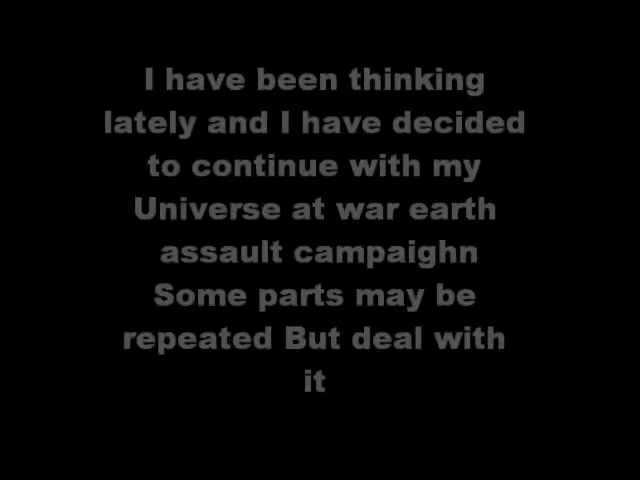 I have been thinking
lately and I have decided
to continue with my
Universe at war earth
assault campaighn
Some parts may be
repeated But deal with
it